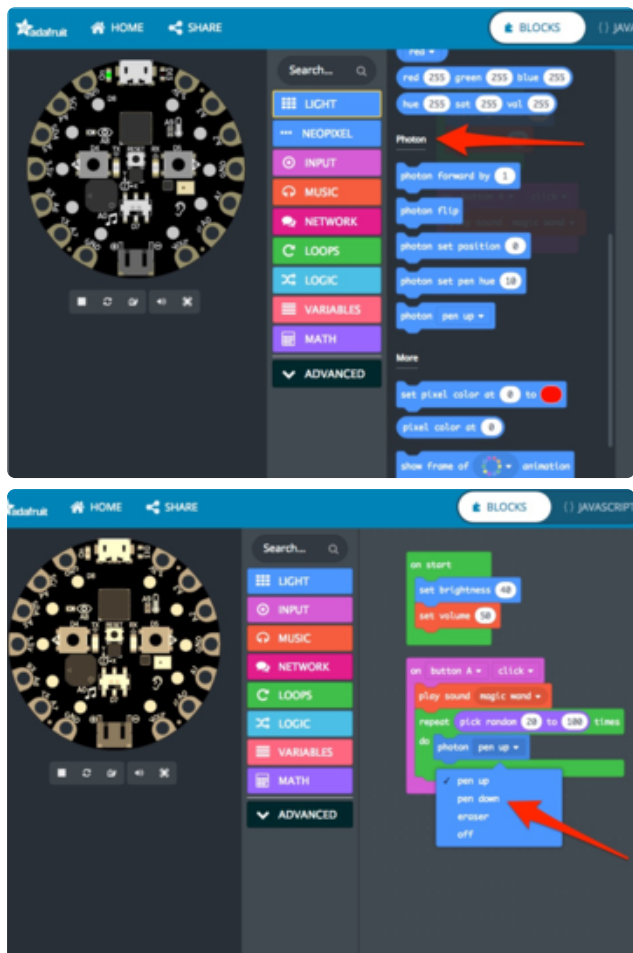 adafruit HOME SHARE BLOCKS {} JAVA
red
Search...
red 255 green 255 blue 255
LIGHT
hue 255 sat 255 val 255
NEOPIXEL
Photon
INPUT
photon forward by 1
MUSIC
photon flip
NETWORK
LOOPS
photon set position 0
LOGIC
photon set pen hue 10
VARIABLES
photon pen up
MATH
More
ADVANCED
set pixel color at 0 to
pixel color at 0
show frame of animation
adafruit HOME SHARE BLOCKS {} JAVASCRIPT
Search...
on start
LIGHT
set brightness 40
INPUT
set volume 50
MUSIC
NETWORK
on button A click
LOOPS
play sound magic wand
LOGIC
repeat pick random 20 to 100 times
VARIABLES
do photon pen up
MATH
pen up
ADVANCED
pen down
eraser
off